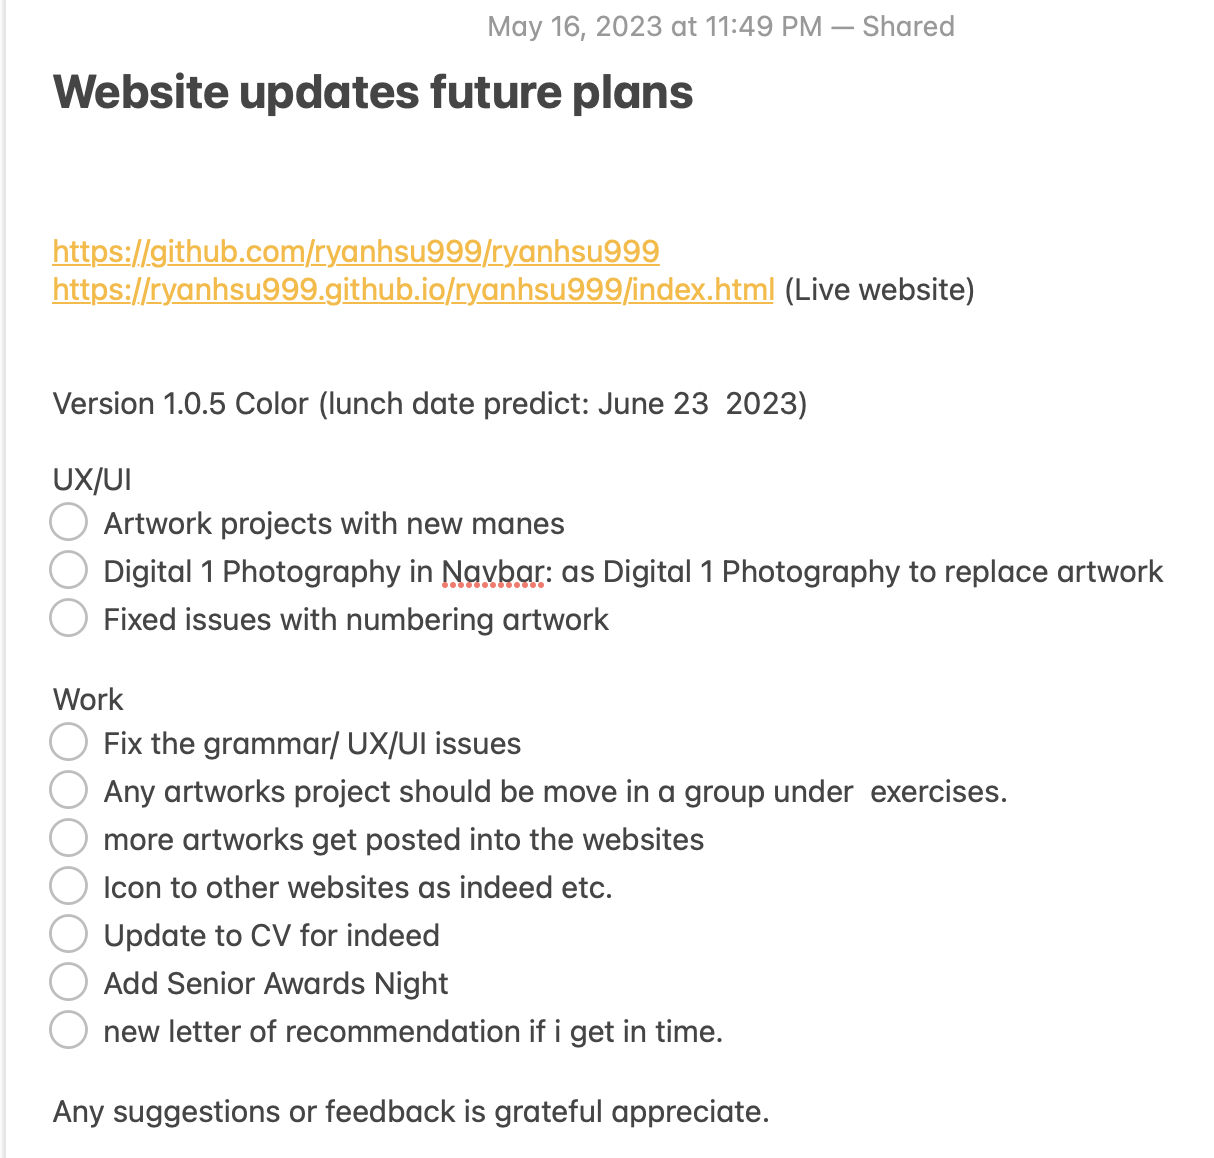 May 16, 2023 at 11:49 PM — Shared
Website updates future plans
https://github.com/ryanhsu999/ryanhsu999
https://ryanhsu999.github.io/ryanhsu999/index.html (Live website)
Version 1.0.5 Color (lunch date predict: June 23  2023)
UX/UI
Artwork projects with new manes
Digital 1 Photography in Navbar: as Digital 1 Photography to replace artwork
Fixed issues with numbering artwork
Work
Fix the grammar/ UX/UI issues
Any artworks project should be move in a group under  exercises.
more artworks get posted into the websites
Icon to other websites as indeed etc.
Update to CV for indeed
Add Senior Awards Night
new letter of recommendation if i get in time.
Any suggestions or feedback is grateful appreciate.